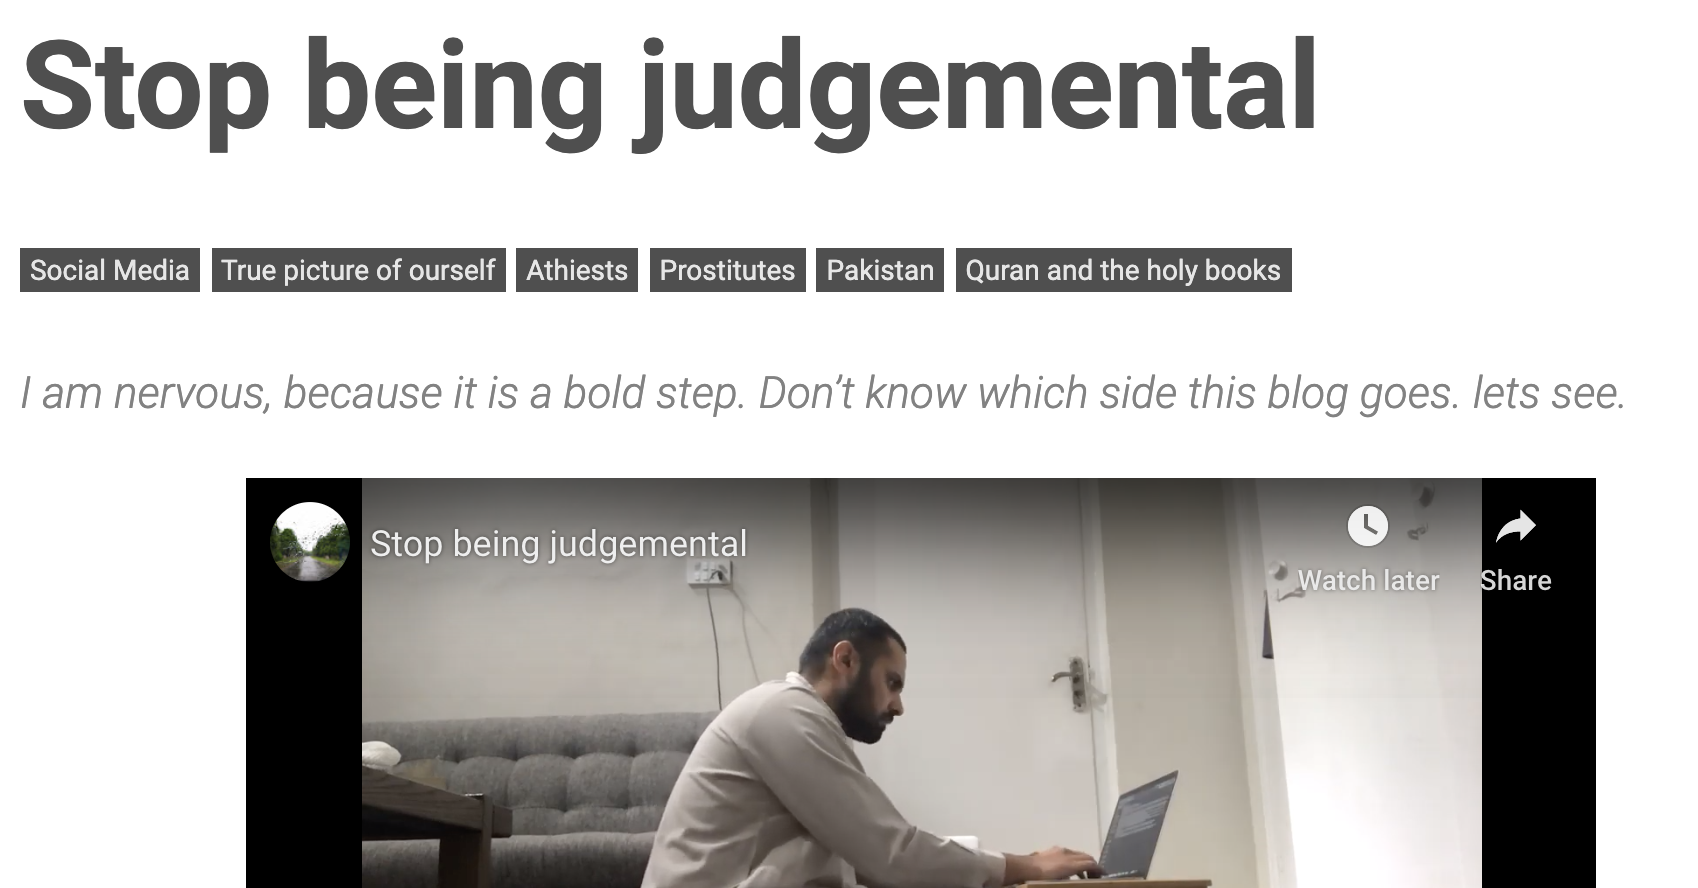 Stop being judgemental
Social Media True picture of ourself Athiests Prostitutes Pakistan Quran and the holy books
I am nervous, because it is a bold step. Don’t know which side this blog goes. lets see.
Stop being judgemental
Watch later Share